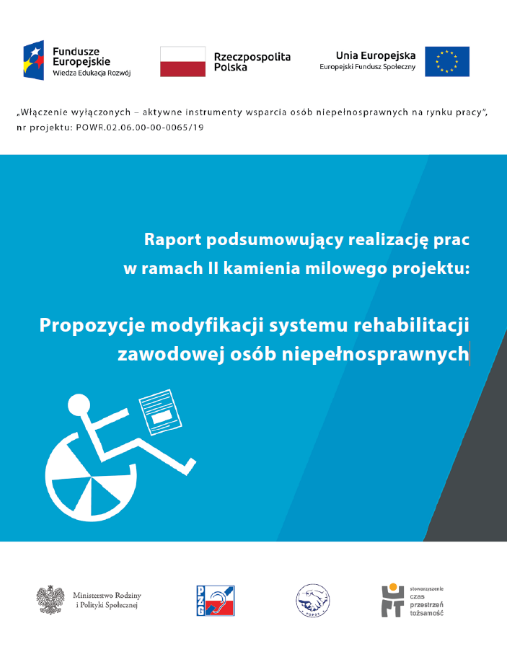 Fundusze
Europejskie
Wiedza Edukacja Rozwój
Rzeczpospolita
Polska
Unia Europejska
Europejski Fundusz Społeczny
„Włączenie wyłączonych – aktywne instrumenty wsparcia osób niepełnosprawnych na rynku pracy”,
nr projektu: POWR.02.06.00-00-0065/19
Raport podsumowujący realizację prac
w ramach II kamienia milowego projektu:
Propozycje modyfikacji systemu rehabilitacji
zawodowej osób niepełnosprawnych
Ministerstwo Rodziny
i Polityki Społecznej
PZG
stowarzyszenie
czas
przestrzeń
tożsamość